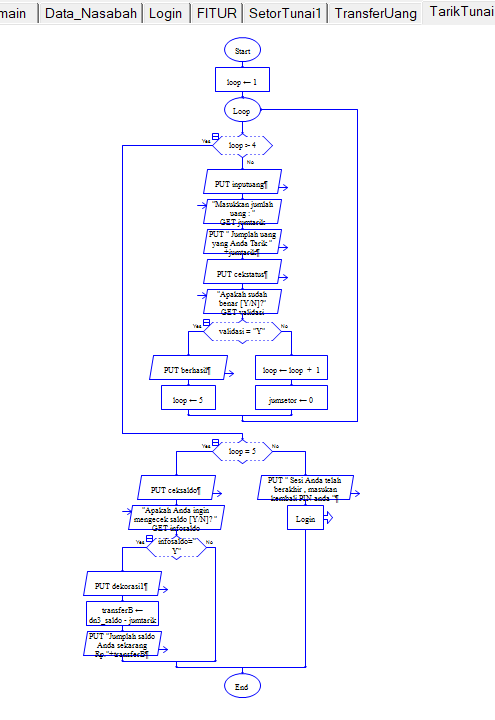 main Data_Nasabah Login FITUR SetorTunai1 TransferUang TarikTunai
Start
loop ← 1
Loop
Yes
loop > 4
No
PUT inputuang¶
"Masukkan jumlah
uang : "
GET jumtarik
PUT " Jumplah uang
yang Anda Tarik "
+jumtarik¶
PUT cekstatus¶
"Apakah sudah
benar [Y/N]?"
GET validasi
Yes
validasi = "Y"
No
PUT berhasil¶
loop ← loop + 1
loop ← 5
jumsetor ← 0
Yes
loop = 5
No
PUT ceksaldo¶
PUT " Sesi Anda telah
berakhir , masukan
kembali PIN anda "¶
"Apakah Anda ingin
mengecek saldo [Y/N]? "
GET infosaldo
Login
Yes
infosaldo="
Y"
No
PUT dekorasi1¶
transferB ←
dn3_saldo - jumtarik
PUT "Jumplah saldo
Anda sekarang
Rp."+transferB¶
End